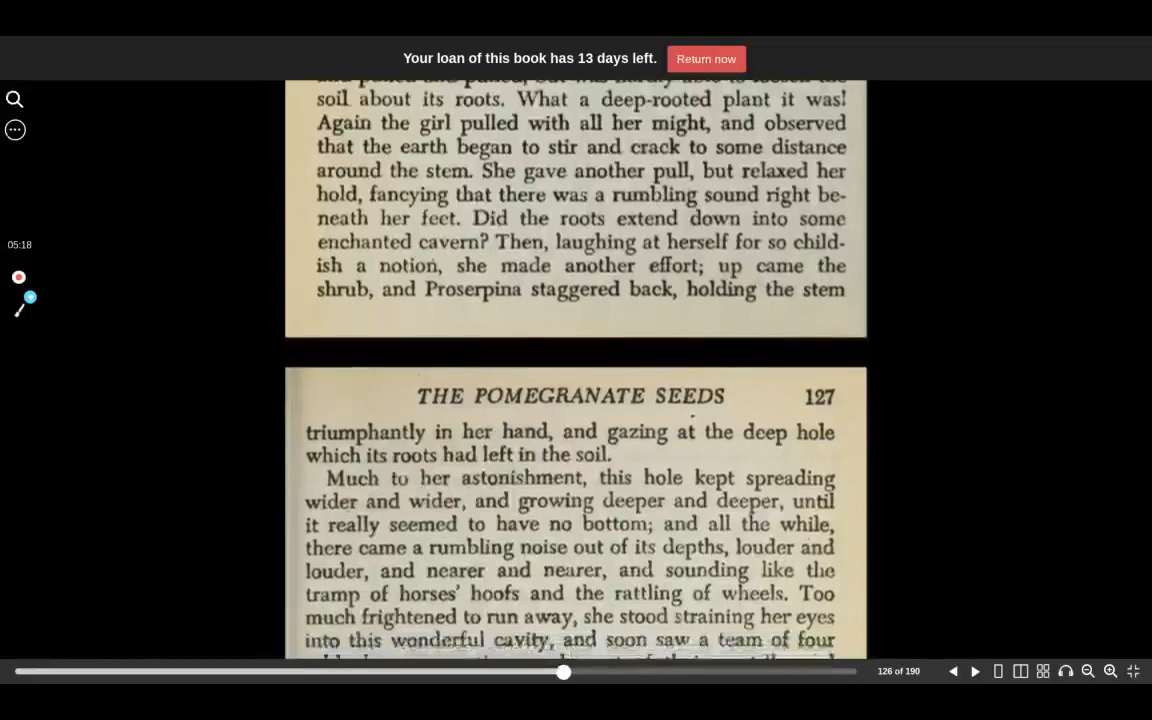 Your loan of this book has 13 days left. Return now
soil about its roots. What a deep-rooted plant it was!
Again the girl pulled with all her might, and observed
that the earth began to stir and crack to some distance
around the stem. She gave another pull, but relaxed her
hold, fancying that there was a rumbling sound right be-
neath her feet. Did the roots extend down into some
enchanted cavern? Then, laughing at herself for so child-
ish a notion, she made another effort; up came the
shrub, and Proserpina staggered back, holding the stem
05:18
THE POMEGRANATE SEEDS 127
triumphantly in her hand, and gazing at the deep hole
which its roots had left in the soil.
Much to her astonishment, this hole kept spreading
wider and wider, and growing deeper and deeper, until
it really seemed to have no bottom; and all the while,
there came a rumbling noise out of its depths, louder and
louder, and nearer and nearer, and sounding like the
tramp of horses' hoofs and the rattling of wheels. Too
much frightened to run away, she stood straining her eyes
into this wonderful cavity, and soon saw a team of four
126 of 190